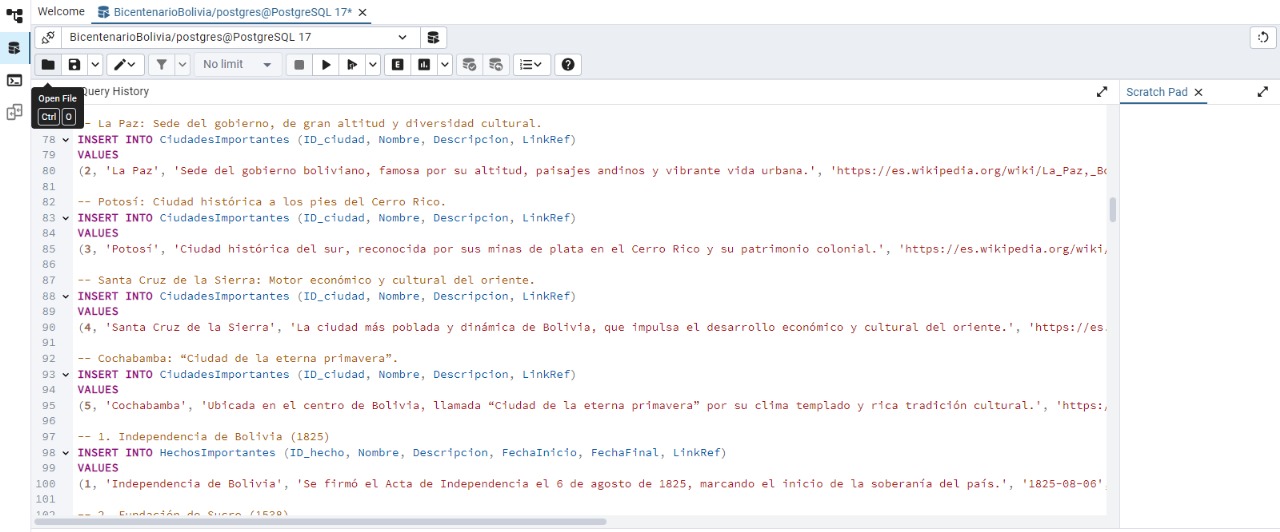 Welcome BicentenarioBolivia/postgres@PostgreSQL 17*
BicentenarioBolivia/postgres@PostgreSQL 17
No limit
E
Open File
Ctrl O
Query History
Scratch Pad
-- La Paz: Sede del gobierno, de gran altitud y diversidad cultural.
78 INSERT INTO CiudadesImportantes (ID_ciudad, Nombre, Descripcion, LinkRef)
79 VALUES
80 (2, 'La Paz', 'Sede del gobierno boliviano, famosa por su altitud, paisajes andinos y vibrante vida urbana.', 'https://es.wikipedia.org/wiki/La_Paz,_Bo
81
82 -- Potosí: Ciudad histórica a los pies del Cerro Rico.
83 INSERT INTO CiudadesImportantes (ID_ciudad, Nombre, Descripcion, LinkRef)
84 VALUES
85 (3, 'Potosí', 'Ciudad histórica del sur, reconocida por sus minas de plata en el Cerro Rico y su patrimonio colonial.', 'https://es.wikipedia.org/wiki/
86
87 -- Santa Cruz de la Sierra: Motor económico y cultural del oriente.
88 INSERT INTO CiudadesImportantes (ID_ciudad, Nombre, Descripcion, LinkRef)
89 VALUES
90 (4, 'Santa Cruz de la Sierra', 'La ciudad más poblada y dinámica de Bolivia, que impulsa el desarrollo económico y cultural del oriente.', 'https://es.
91
92 -- Cochabamba: “Ciudad de la eterna primavera”.
93 INSERT INTO CiudadesImportantes (ID_ciudad, Nombre, Descripcion, LinkRef)
94 VALUES
95 (5, 'Cochabamba', 'Ubicada en el centro de Bolivia, llamada “Ciudad de la eterna primavera” por su clima templado y rica tradición cultural.', 'https:/
96
97 -- 1. Independencia de Bolivia (1825)
98 INSERT INTO HechosImportantes (ID_hecho, Nombre, Descripcion, FechaInicio, FechaFinal, LinkRef)
99 VALUES
100 (1, 'Independencia de Bolivia', 'Se firmó el Acta de Independencia el 6 de agosto de 1825, marcando el inicio de la soberanía del país.', '1825-08-06',
101
102 -- 2. Fundación de Sucre (1538)